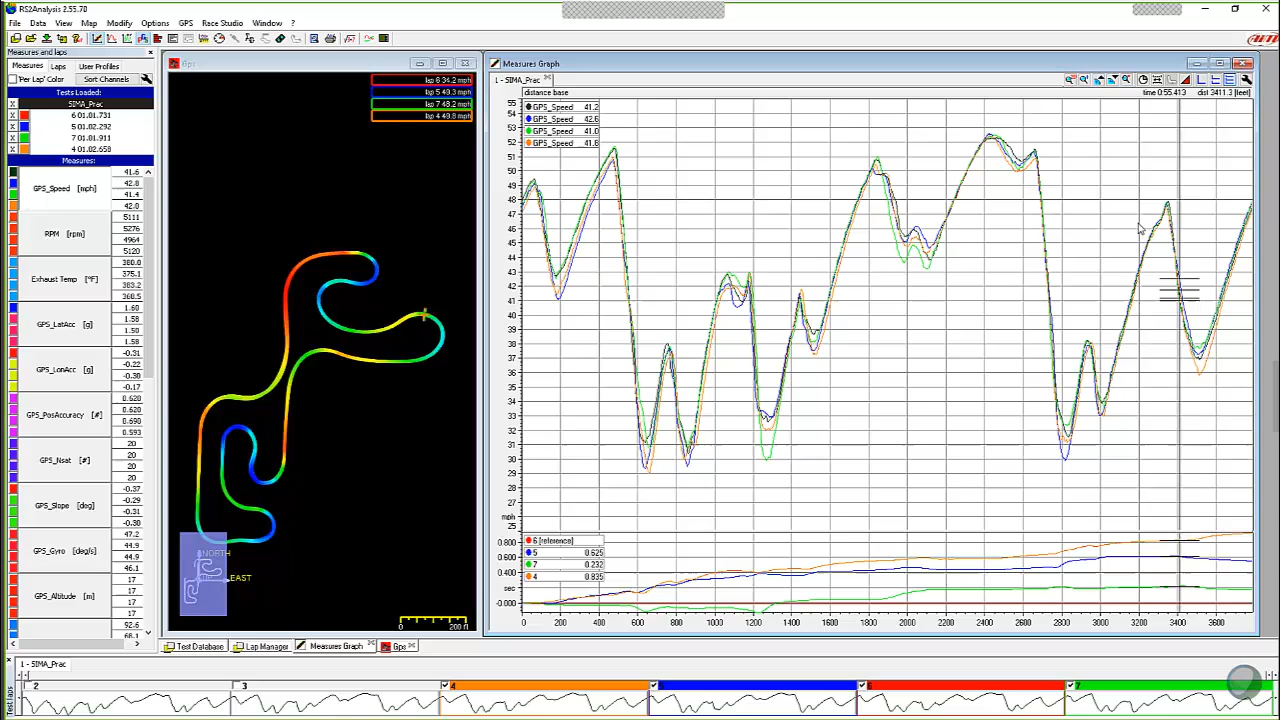 RS2Analysis 2.55.70
File Data View Map Modify Options GPS Race Studio Window ?
Measures and laps
Measures Laps User Profiles
'Per Lap' Color Sort Channels
Tests Loaded:
X SIMA_Prac
X 6 01.01.731
X 5 01.02.292
X 7 01.01.911
X 4 01.02.658
Measures:
GPS_Speed [mph]
41.6
42.8
41.4
42.0
RPM [rpm]
5111
5276
4964
5120
Exhaust Temp [°F]
380.0
375.1
383.2
360.5
GPS_LatAcc [g]
1.60
1.58
1.50
1.58
GPS_LonAcc [g]
-0.31
-0.22
-0.30
-0.17
GPS_PosAccuracy [#]
0.620
0.620
0.690
0.593
GPS_Nsat [#]
20
20
20
20
GPS_Slope [deg]
-0.37
-0.29
-0.31
-0.30
GPS_Gyro [deg/s]
47.2
44.9
44.9
46.1
GPS_Altitude [m]
17
17
17
17
92.6
Gps
lap 6 34.2 mph
lap 5 49.3 mph
lap 7 48.2 mph
lap 4 49.8 mph
NORTH
EAST
0 200 ft
Measures Graph
1 - SIMA_Prac
distance base
time 0:55.413 dist 3411.3 [feet]
GPS_Speed 41.2
GPS_Speed 42.6
GPS_Speed 41.0
GPS_Speed 41.8
55
53
52
51
50
49
48
47
46
45
43
42
41
40
39
38
37
36
35
34
33
32
31
30
29
28
27
mph
25
6 [reference]
5 0.625
7 0.232
4 0.835
0.800
0.600
0.400
sec
-0.000
0 200 400 600 800 1000 1200 1400 1600 1800 2000 2200 2400 2600 2800 3000 3200 3400 3600
Test Database Lap Manager Measures Graph Gps
1 - SIMA_Prac
2 3 4 5 6 7
Test laps